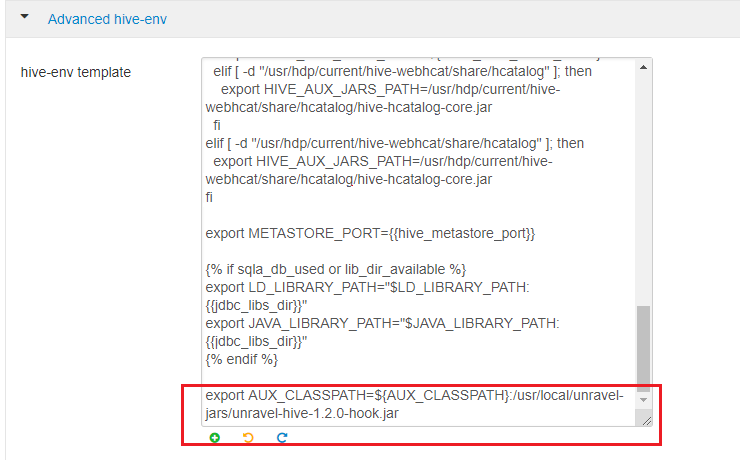 Advanced hive-env
hive-env template
elif [ -d "/usr/hdp/current/hive-webhcat/share/hcatalog" ]; then
export HIVE_AUX_JARS_PATH=/usr/hdp/current/hive-
webhcat/share/hcatalog/hive-hcatalog-core.jar
fi
elif [ -d "/usr/hdp/current/hive-webhcat/share/hcatalog" ]; then
export HIVE_AUX_JARS_PATH=/usr/hdp/current/hive-
webhcat/share/hcatalog/hive-hcatalog-core.jar
fi
export METASTORE_PORT={{hive_metastore_port}}
{% if sqla_db_used or lib_dir_available %}
export LD_LIBRARY_PATH="$LD_LIBRARY_PATH:
{{jdbc_libs_dir}}"
export JAVA_LIBRARY_PATH="$JAVA_LIBRARY_PATH:
{{jdbc_libs_dir}}"
{% endif %}
export AUX_CLASSPATH=${AUX_CLASSPATH}:/usr/local/unravel-
jars/unravel-hive-1.2.0-hook.jar